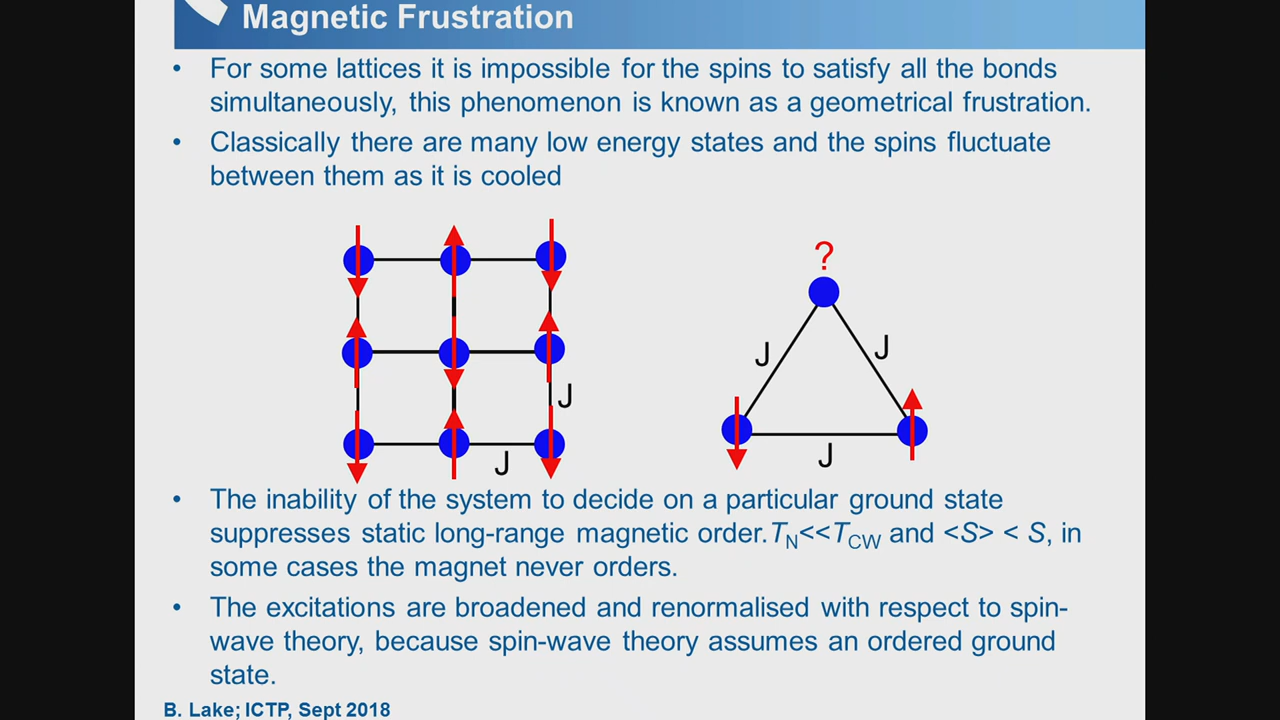 Magnetic Frustration
• For some lattices it is impossible for the spins to satisfy all the bonds
simultaneously, this phenomenon is known as a geometrical frustration.
• Classically there are many low energy states and the spins fluctuate
between them as it is cooled
?
J
J
J
J
J
• The inability of the system to decide on a particular ground state
suppresses static long-range magnetic order. TN<<TCW and <S> < S, in
some cases the magnet never orders.
• The excitations are broadened and renormalised with respect to spin-
wave theory, because spin-wave theory assumes an ordered ground
state.
B. Lake; ICTP, Sept 2018